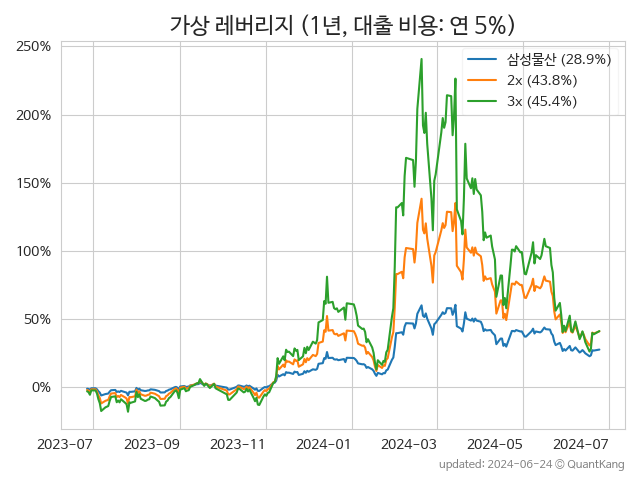 가상 레버리지 (1년, 대출 비용: 연 5%)
250%
200%
150%
100%
50%
0%
삼성물산 (28.9%)
2x (43.8%)
3x (45.4%)
2023-07 2023-09 2023-11 2024-01 2024-03 2024-05 2024-07
updated: 2024-06-24 © QuantKang